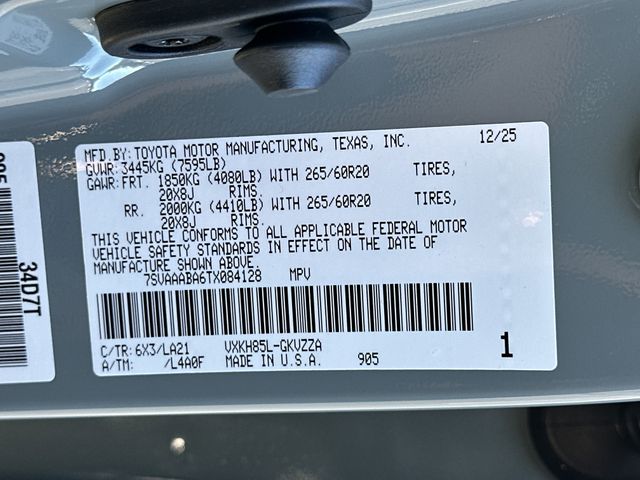 MFD.BY:TOYOTA MOTOR MANUFACTURING, TEXAS, INC. 12/25
GVWR:3445KG (7595LB)
GAWR:FRT. 1850KG (4080LB) WITH 265/60R20 TIRES,
20X8J RIMS.
RR. 2000KG (4410LB) WITH 265/60R20 TIRES,
20X8J RIMS.
THIS VEHICLE CONFORMS TO ALL APPLICABLE FEDERAL MOTOR
VEHICLE SAFETY STANDARDS IN EFFECT ON THE DATE OF
MANUFACTURE SHOWN ABOVE.
7SVAAABA6TX084128 MPV
C/TR:6X3/LA21 VXKH85L-GKVZZA
A/TM: /L4A0F MADE IN U.S.A. 905
1
34D7T